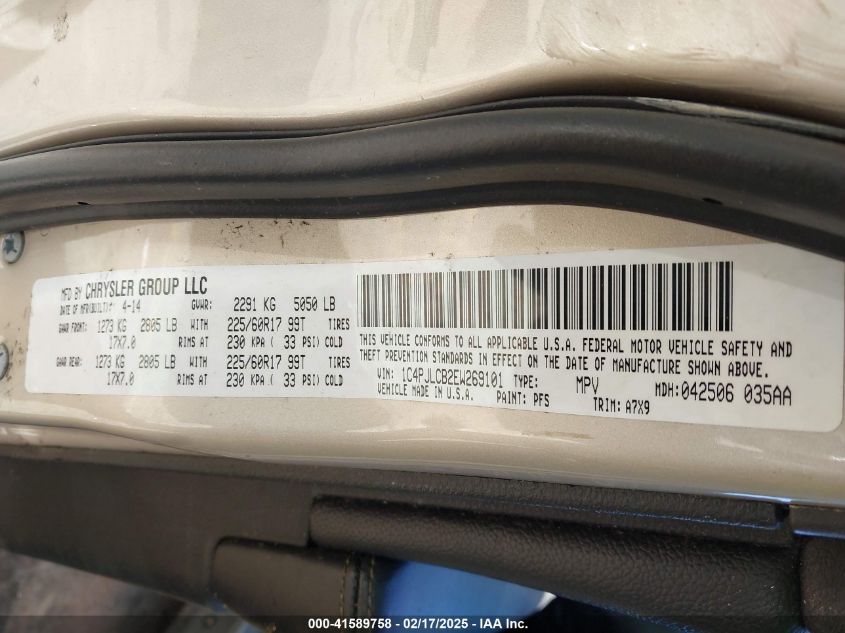 MFD BY CHRYSLER GROUP LLC
DATE OF MFR(BUILT): 4-14 GVWR: 2291 KG 5050 LB
GAWR FRONT: 1273 KG 2805 LB WITH 225/60R17 99T TIRES
17X7.0 RIMS AT 230 KPA ( 33 PSI) COLD
GAWR REAR: 1273 KG 2805 LB WITH 225/60R17 99T TIRES
17X7.0 RIMS AT 230 KPA ( 33 PSI) COLD
THIS VEHICLE CONFORMS TO ALL APPLICABLE U.S.A. FEDERAL MOTOR VEHICLE SAFETY AND
THEFT PREVENTION STANDARDS IN EFFECT ON THE DATE OF MANUFACTURE SHOWN ABOVE.
VIN: 1C4PJLCB2EW269101 TYPE: MPV MDH:042506 035AA
VEHICLE MADE IN U.S.A. PAINT: PFS TRIM: A7X9
000-41589758 - 02/17/2025 - IAA Inc.